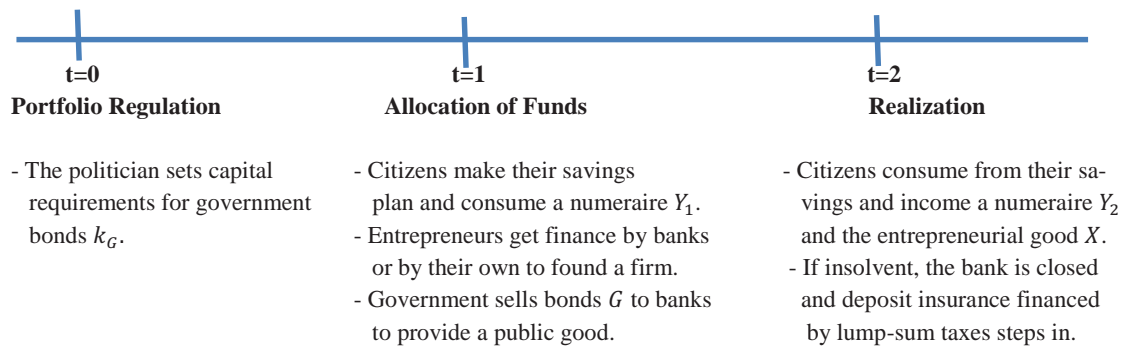 t=0
Portfolio Regulation
- The politician sets capital
requirements for government
bonds k_G.
t=1
Allocation of Funds
- Citizens make their savings
plan and consume a numeraire Y₁.
- Entrepreneurs get finance by banks
or by their own to found a firm.
- Government sells bonds G to banks
to provide a public good.
t=2
Realization
- Citizens consume from their sa-
vings and income a numeraire Y₂
and the entrepreneurial good X.
- If insolvent, the bank is closed
and deposit insurance financed
by lump-sum taxes steps in.